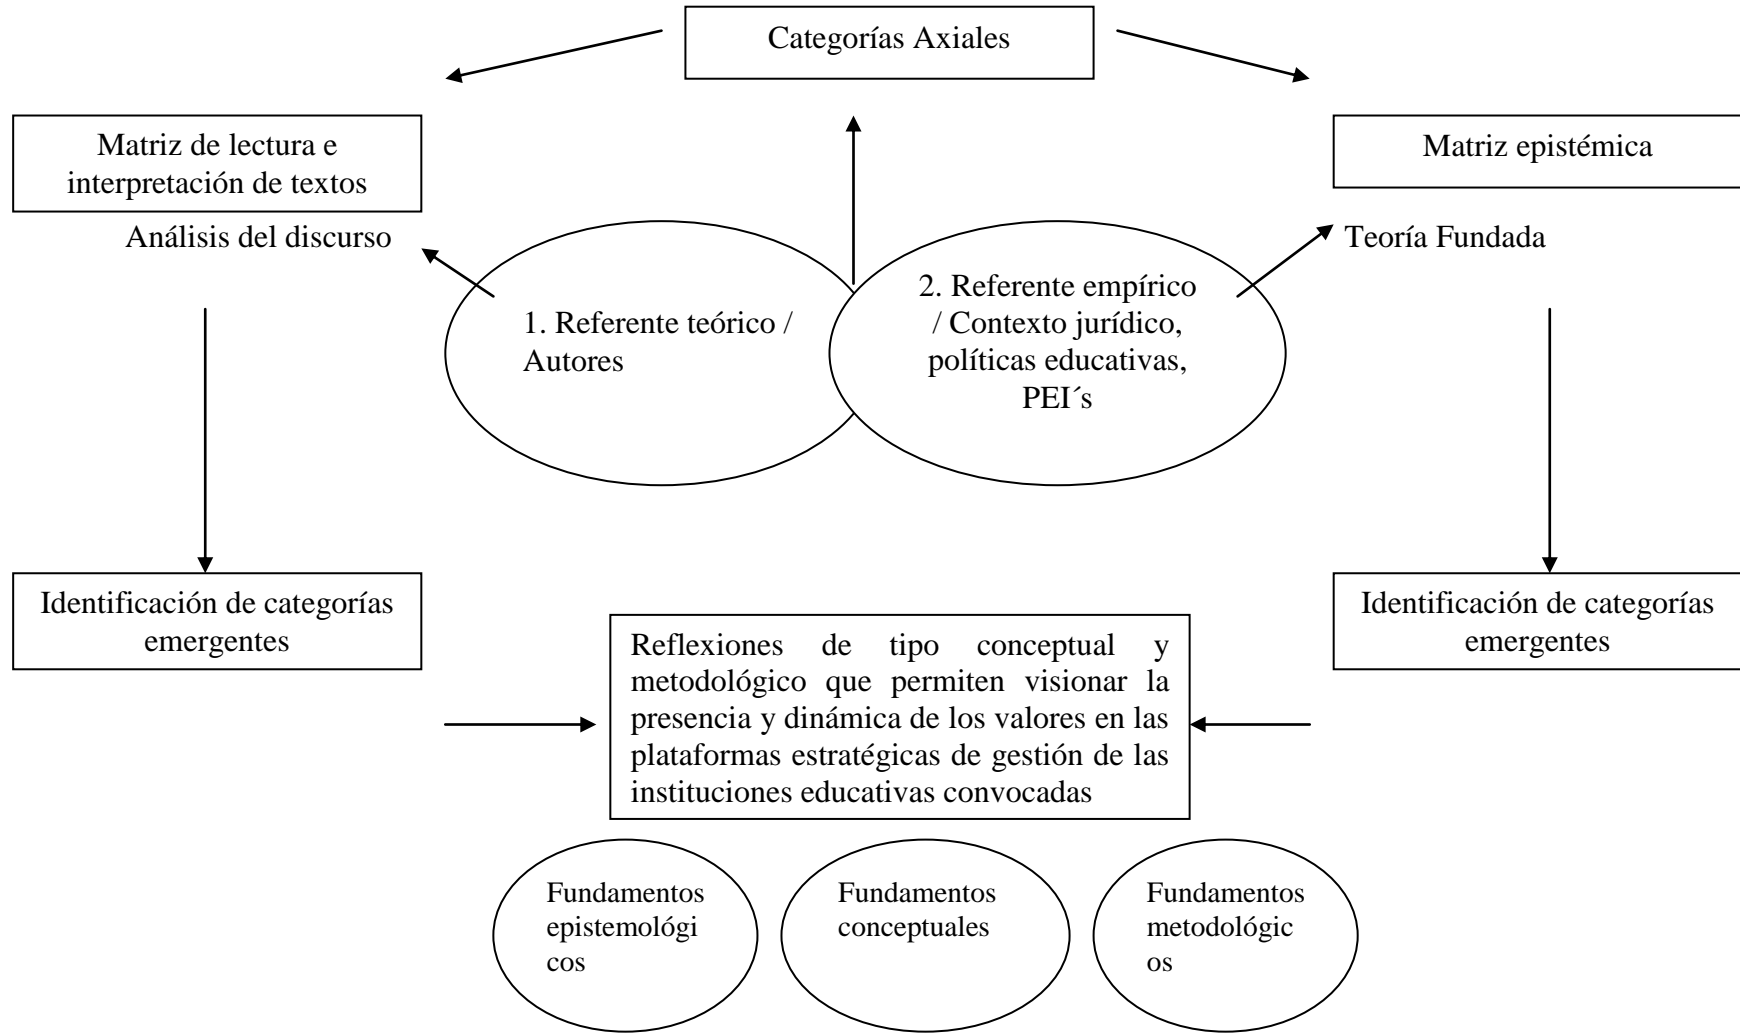 Categorías Axiales
Matriz de lectura e
interpretación de textos
Matriz epistémica
Análisis del discurso
Teoría Fundada
1. Referente teórico /
Autores
2. Referente empírico
/ Contexto jurídico,
políticas educativas,
PEI´s
Identificación de categorías
emergentes
Identificación de categorías
emergentes
Reflexiones de tipo conceptual y
metodológico que permiten visionar la
presencia y dinámica de los valores en las
plataformas estratégicas de gestión de las
instituciones educativas convocadas
Fundamentos
epistemológi
cos
Fundamentos
conceptuales
Fundamentos
metodológic
os